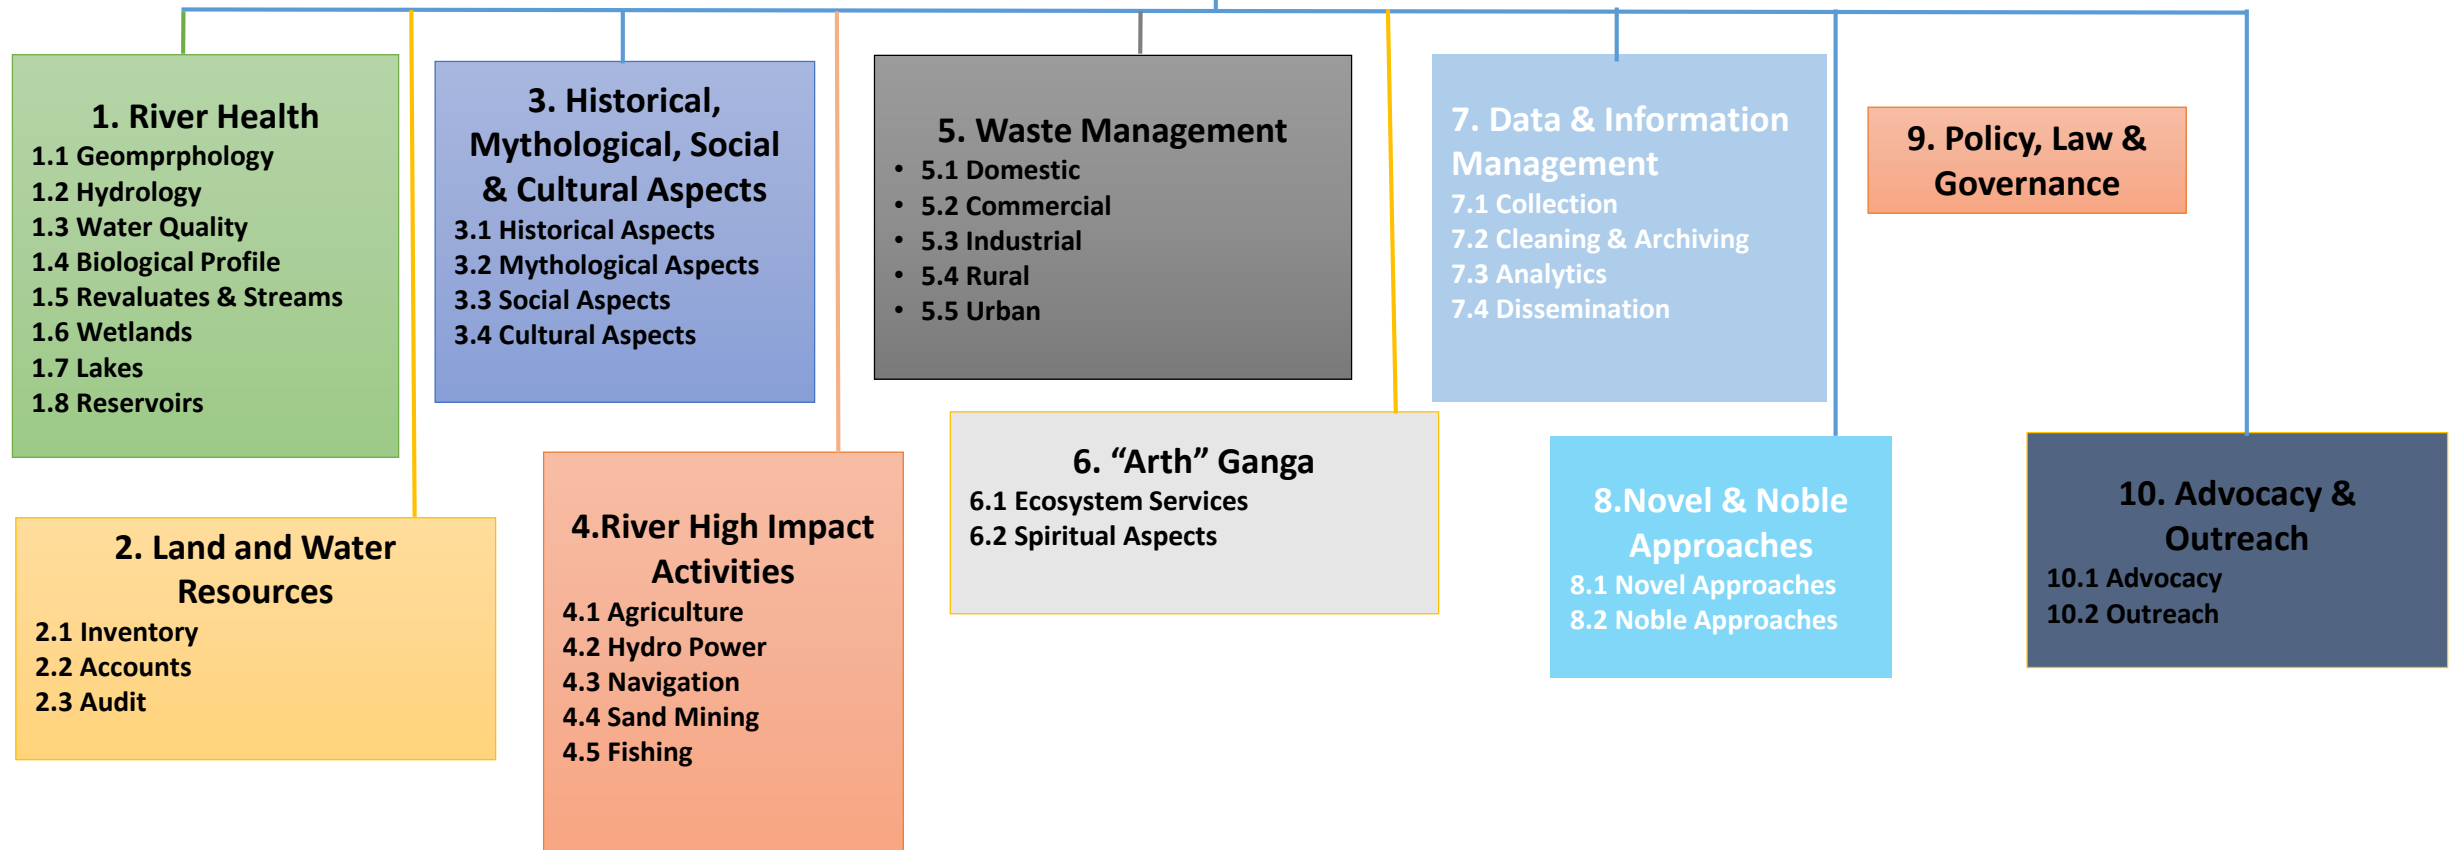 1. River Health
1.1 Geomprphology
1.2 Hydrology
1.3 Water Quality
1.4 Biological Profile
1.5 Revaluates & Streams
1.6 Wetlands
1.7 Lakes
1.8 Reservoirs
2. Land and Water
Resources
2.1 Inventory
2.2 Accounts
2.3 Audit
3. Historical,
Mythological, Social
& Cultural Aspects
3.1 Historical Aspects
3.2 Mythological Aspects
3.3 Social Aspects
3.4 Cultural Aspects
4.River High Impact
Activities
4.1 Agriculture
4.2 Hydro Power
4.3 Navigation
4.4 Sand Mining
4.5 Fishing
5. Waste Management
• 5.1 Domestic
• 5.2 Commercial
• 5.3 Industrial
• 5.4 Rural
• 5.5 Urban
6. “Arth” Ganga
6.1 Ecosystem Services
6.2 Spiritual Aspects
7. Data & Information
Management
7.1 Collection
7.2 Cleaning & Archiving
7.3 Analytics
7.4 Dissemination
8.Novel & Noble
Approaches
8.1 Novel Approaches
8.2 Noble Approaches
9. Policy, Law &
Governance
10. Advocacy &
Outreach
10.1 Advocacy
10.2 Outreach